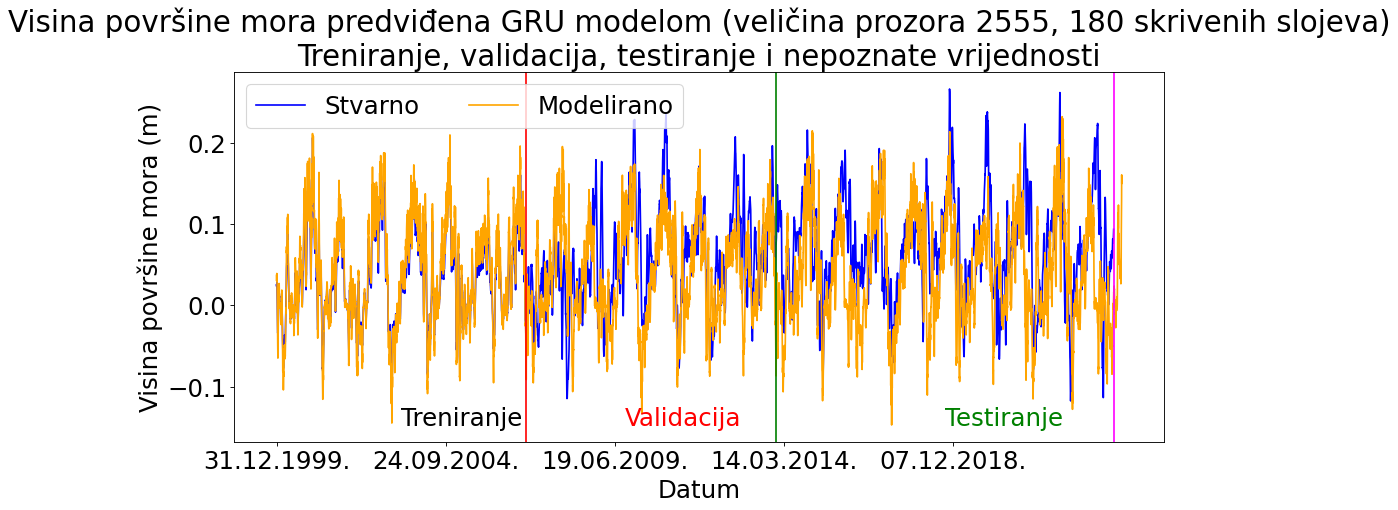 Visina površine mora predviđena GRU modelom (veličina prozora 2555, 180 skrivenih slojeva)
Treniranje, validacija, testiranje i nepoznate vrijednosti
Stvarno Modelirano
Visina površine mora (m)
0.2
0.1
0.0
−0.1
Treniranje Validacija Testiranje
31.12.1999. 24.09.2004. 19.06.2009. 14.03.2014. 07.12.2018.
Datum